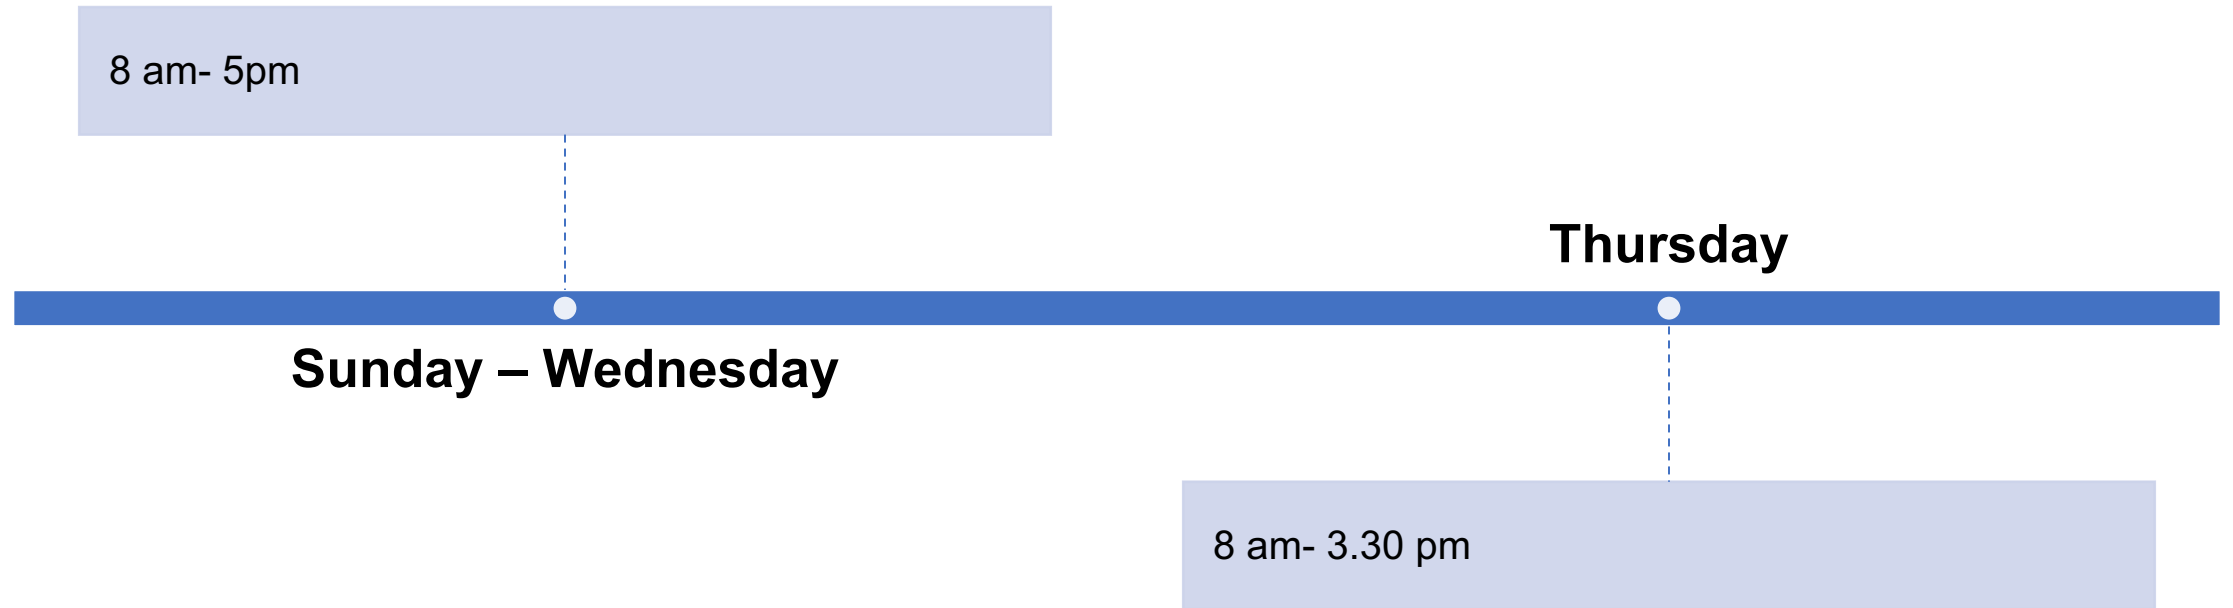 8 am- 5pm
Thursday
Sunday – Wednesday
8 am- 3.30 pm